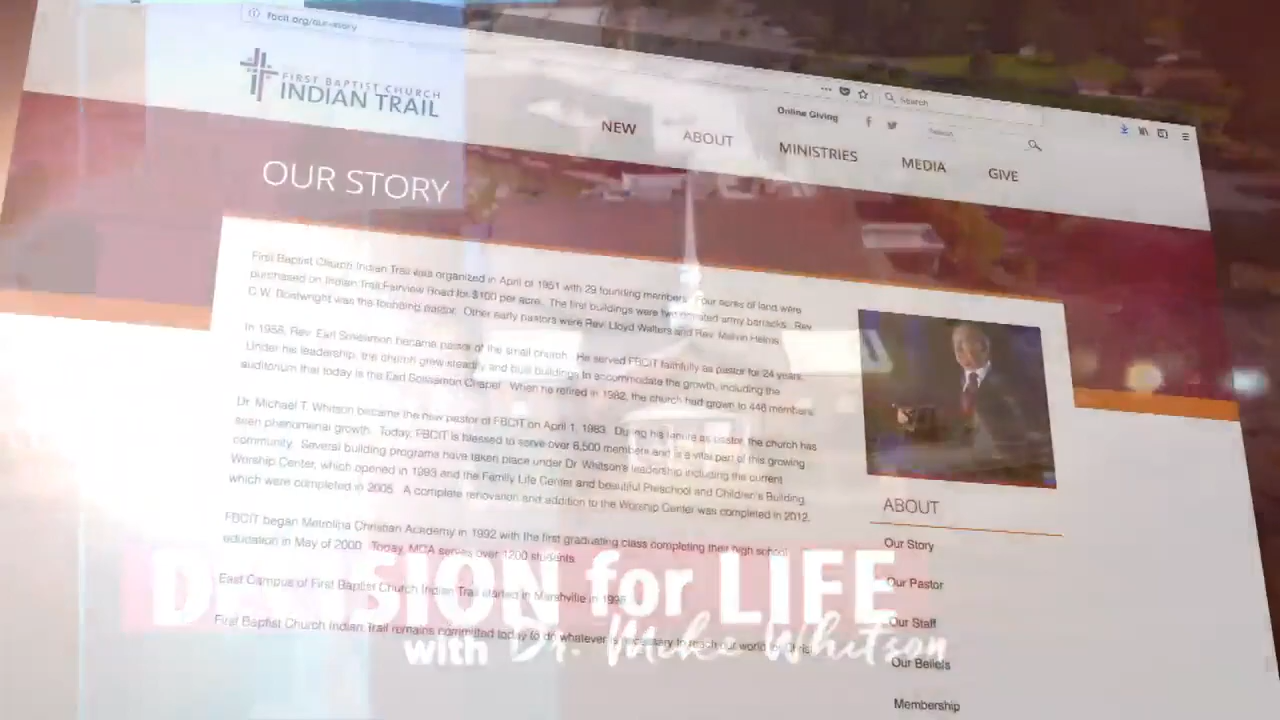 fbcit.org/our-story
FIRST BAPTIST CHURCH
INDIAN TRAIL
Search
Online Giving
Search
NEW
ABOUT
MINISTRIES
MEDIA
GIVE
OUR STORY
First Baptist Church Indian Trail was organized in April of 1951 with 29 founding members. Four acres of land were
purchased on Indian Trail-Fairview Road for $100 per acre. The first buildings were two donated army barracks. Rev.
C.W. Boatwright was the founding pastor. Other early pastors were Rev. Lloyd Walters and Rev. Melvin Helms.
In 1958, Rev. Earl became pastor of the small church. He served FBCIT faithfully as pastor for 24 years.
Under his leadership, the church grew steadily and built buildings to accommodate the growth, including the
auditorium that today is the Earl Chapel. When he retired in 1982, the church had grown to 446 members.
Dr. Michael T. Whitson became the new pastor of FBCIT on April 1, 1983. During his tenure as pastor, the church has
seen phenomenal growth. Today, FBCIT is blessed to serve over 6,500 members and is a vital part of this growing
community. Several building programs have taken place under Dr Whitson's leadership including the current
Worship Center, which opened in 1993 and the Family Life Center and beautiful Preschool and Children's Building,
which were completed in 2005. A complete renovation and addition to the Worship Center was completed in 2012.
FBCIT began Metrolina Christian Academy in 1992 with the first graduating class completing their high school
education in May of 2000. Today, MCA serves over 1200 students.
East Campus of First Baptist Church Indian Trail started in Marshville in
First Baptist Church Indian Trail remains committed today to do whatever is necessary to reach our world for Christ
ABOUT
Our Story
Our Pastor
Our Staff
Our Beliefs
Membership
DECISION for LIFE
with Dr. Mike Whitson